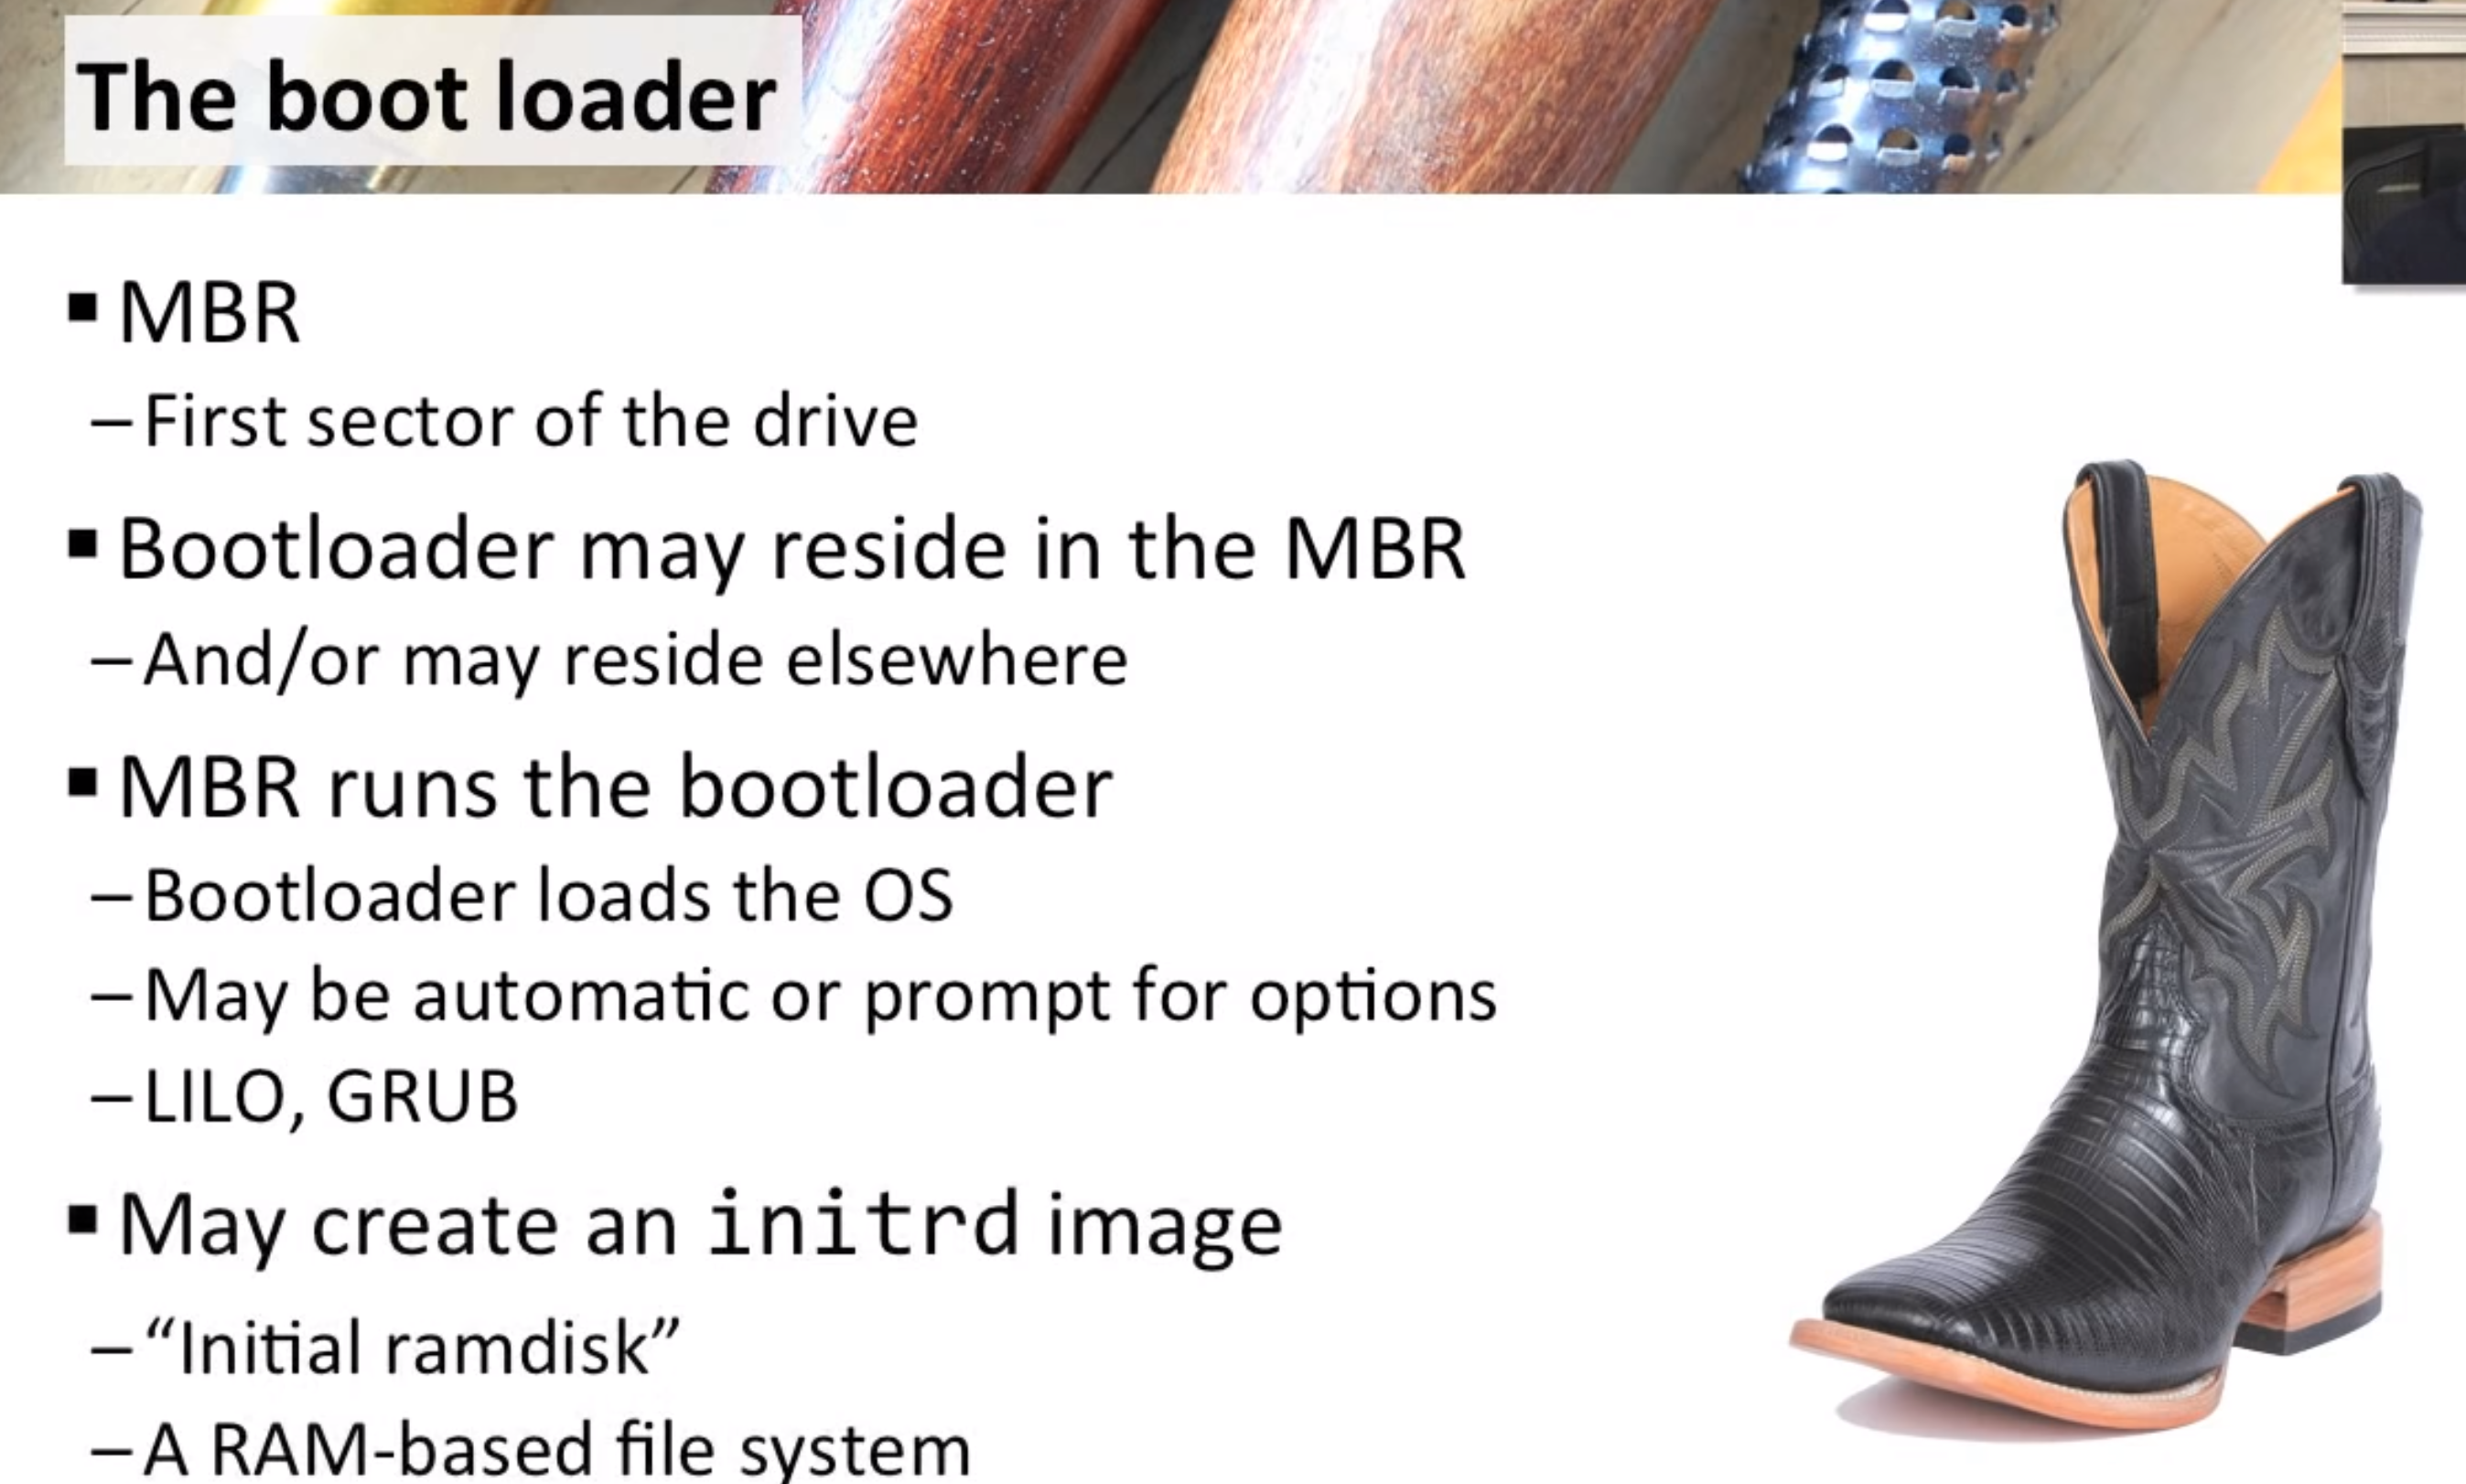 The boot loader
▪ MBR
– First sector of the drive
▪ Bootloader may reside in the MBR
– And/or may reside elsewhere
▪ MBR runs the bootloader
– Bootloader loads the OS
– May be automatic or prompt for options
– LILO, GRUB
▪ May create an initrd image
– “Initial ramdisk”
– A RAM-based file system